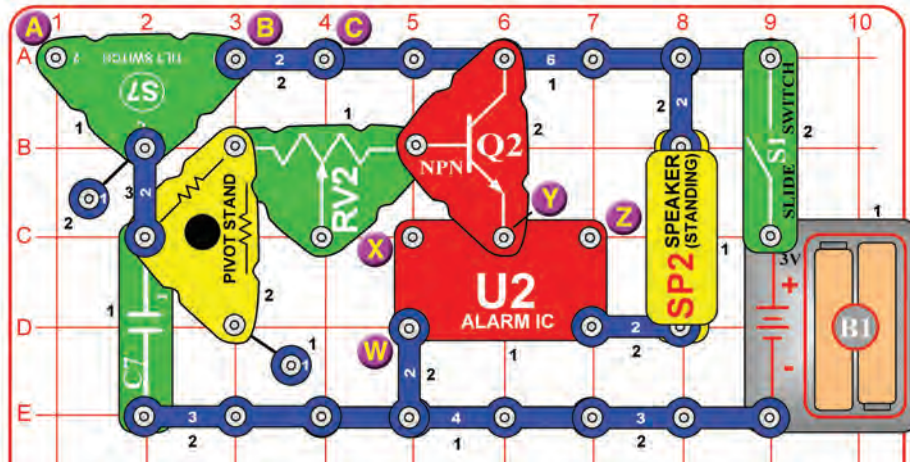 1 2 3 4 5 6 7 8 9 10
A B C
A
TILT SWITCH
S7
2 6
2 1
1
1
2
2
2
B
2
3
1
2
NPN
Q2
2
RV2
PIVOT STAND
SP2 SPEAKER
(STANDING)
1
S1
SLIDE SWITCH
2
C
X
Y
Z
1
C7
2
U2
ALARM IC
3V
+
-
B1
1
D
W
1
1
2
1
2
2
2
E
3 4 3
2 1 2